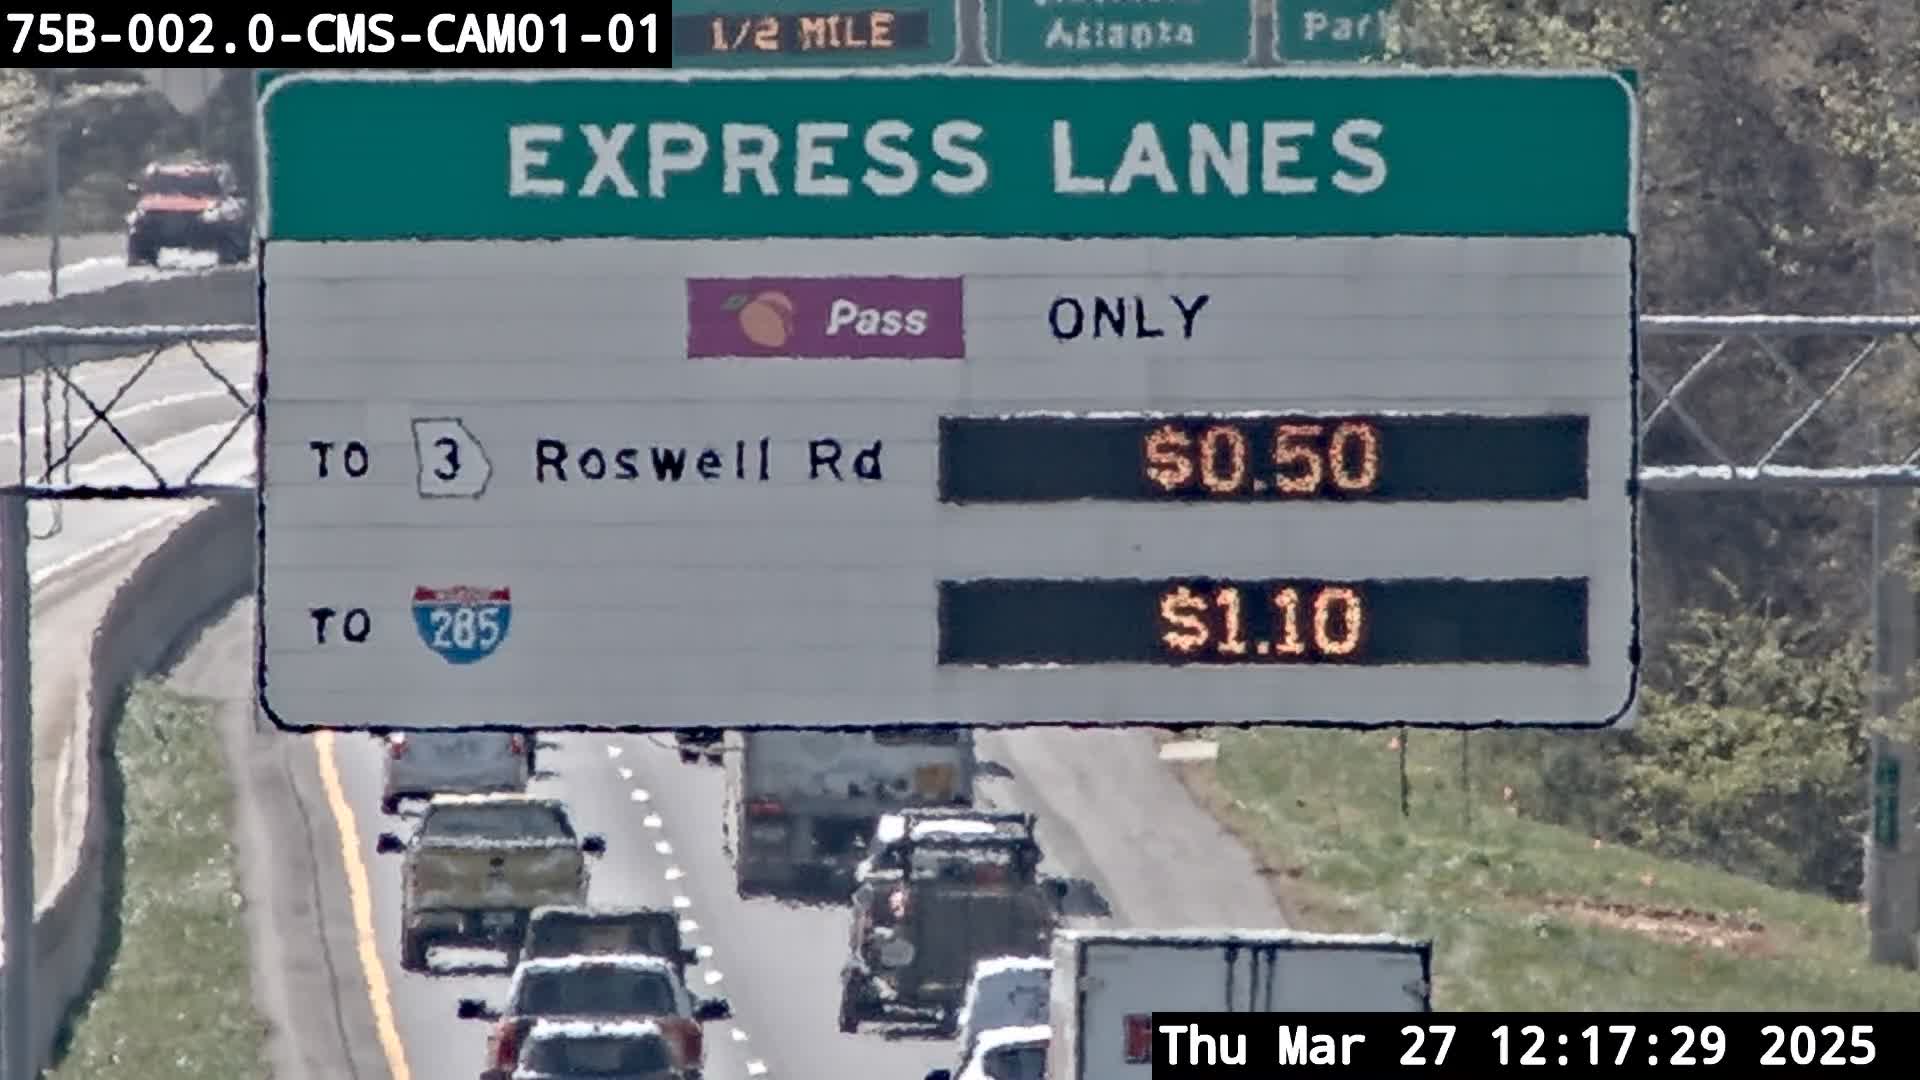 75B-002.0-CMS-CAM01-01
1/2 MILE
Atlanta
EXPRESS LANES
Pass ONLY
TO 3 Roswell Rd $0.50
TO 285 $1.10
Thu Mar 27 12:17:29 2025